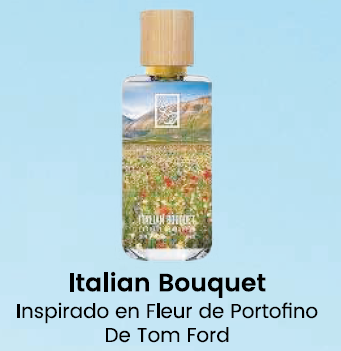 ITALIAN BOUQUET
Italian Bouquet
Inspirado en Fleur de Portofino
De Tom Ford